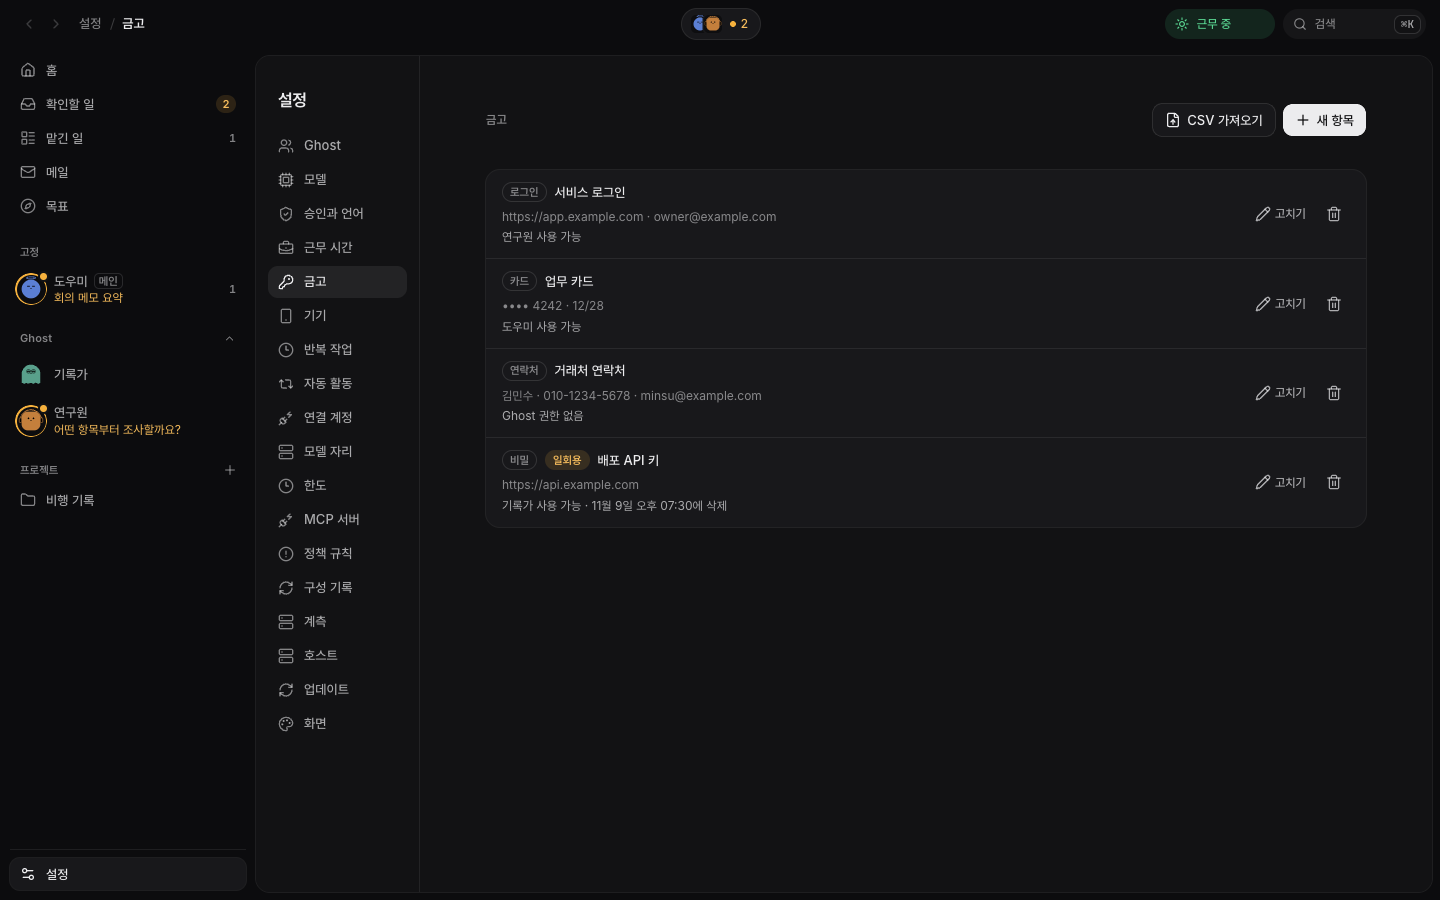 설정 / 금고
2
근무 중
검색
⌘K
홈
확인할 일
2
맡긴 일
1
메일
목표
고정
도우미
메인
회의 메모 요약
1
Ghost
기록가
연구원
어떤 항목부터 조사할까요?
프로젝트
비행 기록
설정
설정
Ghost
모델
승인과 언어
근무 시간
금고
기기
반복 작업
자동 활동
연결 계정
모델 자리
한도
MCP 서버
정책 규칙
구성 기록
계측
호스트
업데이트
화면
금고
CSV 가져오기
새 항목
로그인 서비스 로그인
https://app.example.com · owner@example.com
연구원 사용 가능
고치기
카드 업무 카드
•••• 4242 · 12/28
도우미 사용 가능
고치기
연락처 거래처 연락처
김민수 · 010-1234-5678 · minsu@example.com
Ghost 권한 없음
고치기
비밀 일회용 배포 API 키
https://api.example.com
기록가 사용 가능 · 11월 9일 오후 07:30에 삭제
고치기